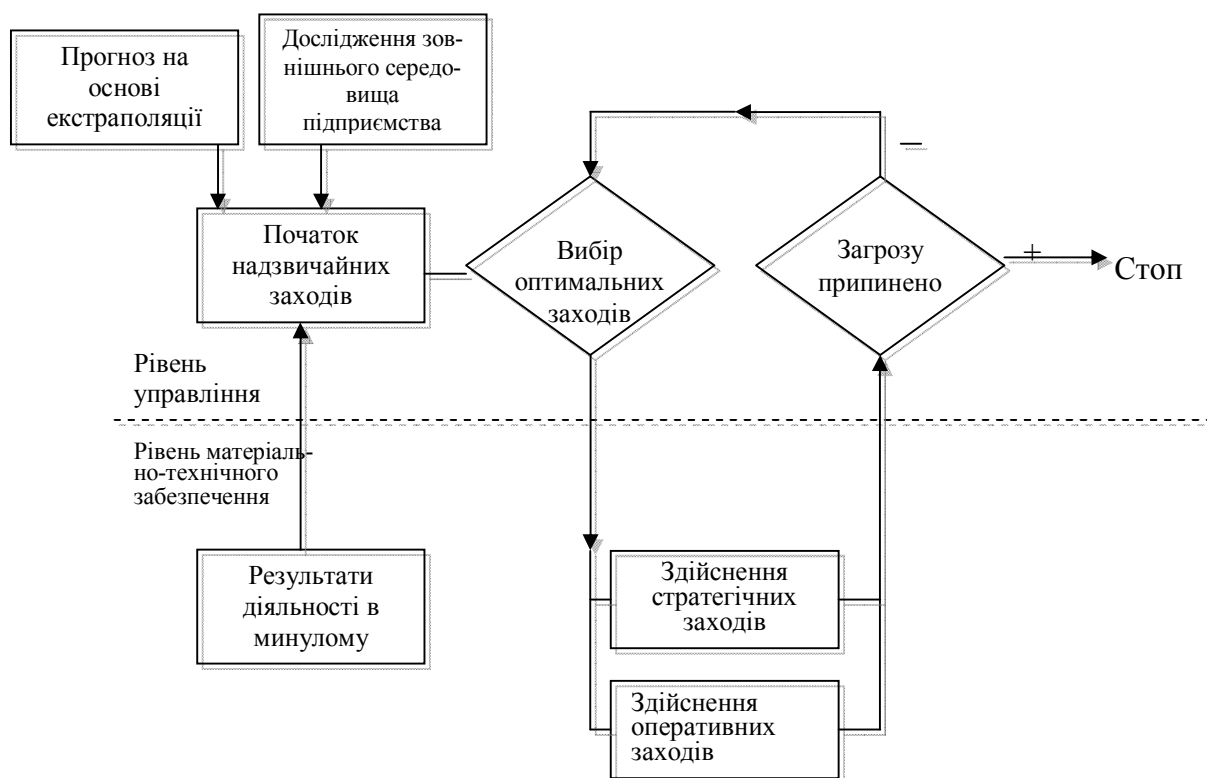 Прогноз на
основі
екстраполяції
Дослідження зов-
нішнього середо-
вища
підприємства
Початок
надзвичайних
заходів
Вибір
оптимальних
заходів
Загрозу
припинено
—
+
Стоп
Рівень
управління
Рівень матеріаль-
но-технічного
забезпечення
Результати
діяльності в
минулому
Здійснення
стратегічних
заходів
Здійснення
оперативних
заходів